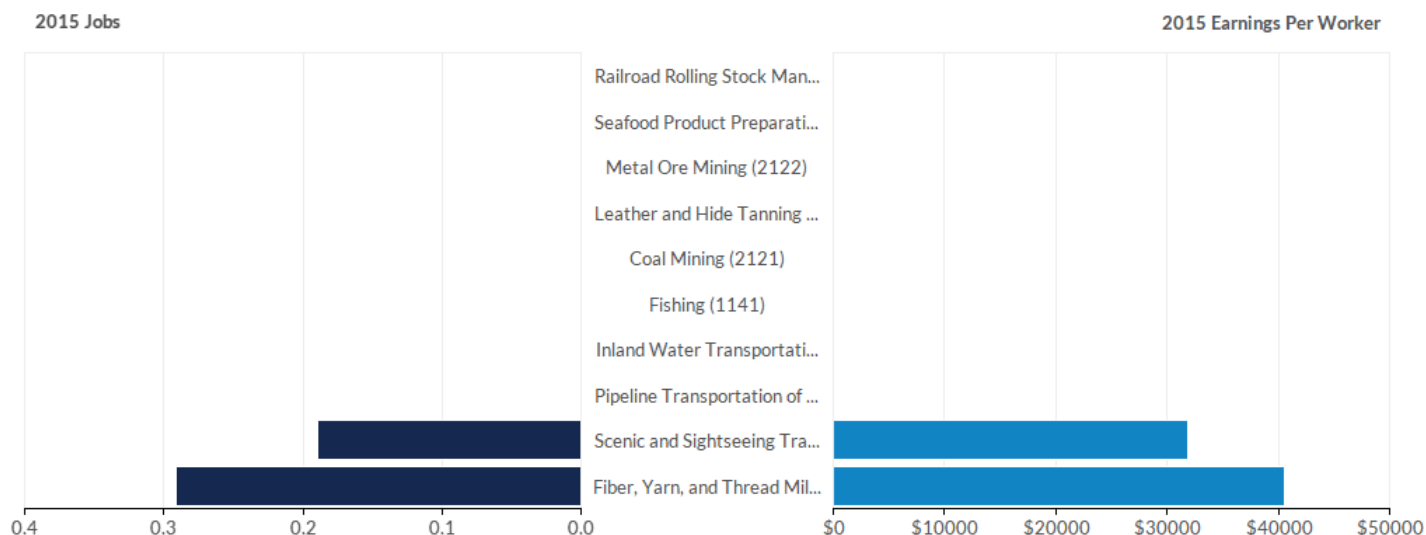 2015 Jobs
2015 Earnings Per Worker
Railroad Rolling Stock Man...
Seafood Product Preparati...
Metal Ore Mining (2122)
Leather and Hide Tanning ...
Coal Mining (2121)
Fishing (1141)
Inland Water Transportati...
Pipeline Transportation of ...
Scenic and Sightseeing Tra...
Fiber, Yarn, and Thread Mil...
0.4 0.3 0.2 0.1 0.0 $0 $10000 $20000 $30000 $40000 $50000